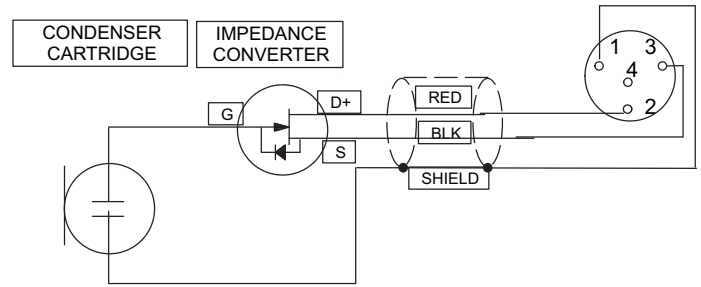 CONDENSER
CARTRIDGE
IMPEDANCE
CONVERTER
1 3
4
2
G
D+
RED
BLK
S
SHIELD